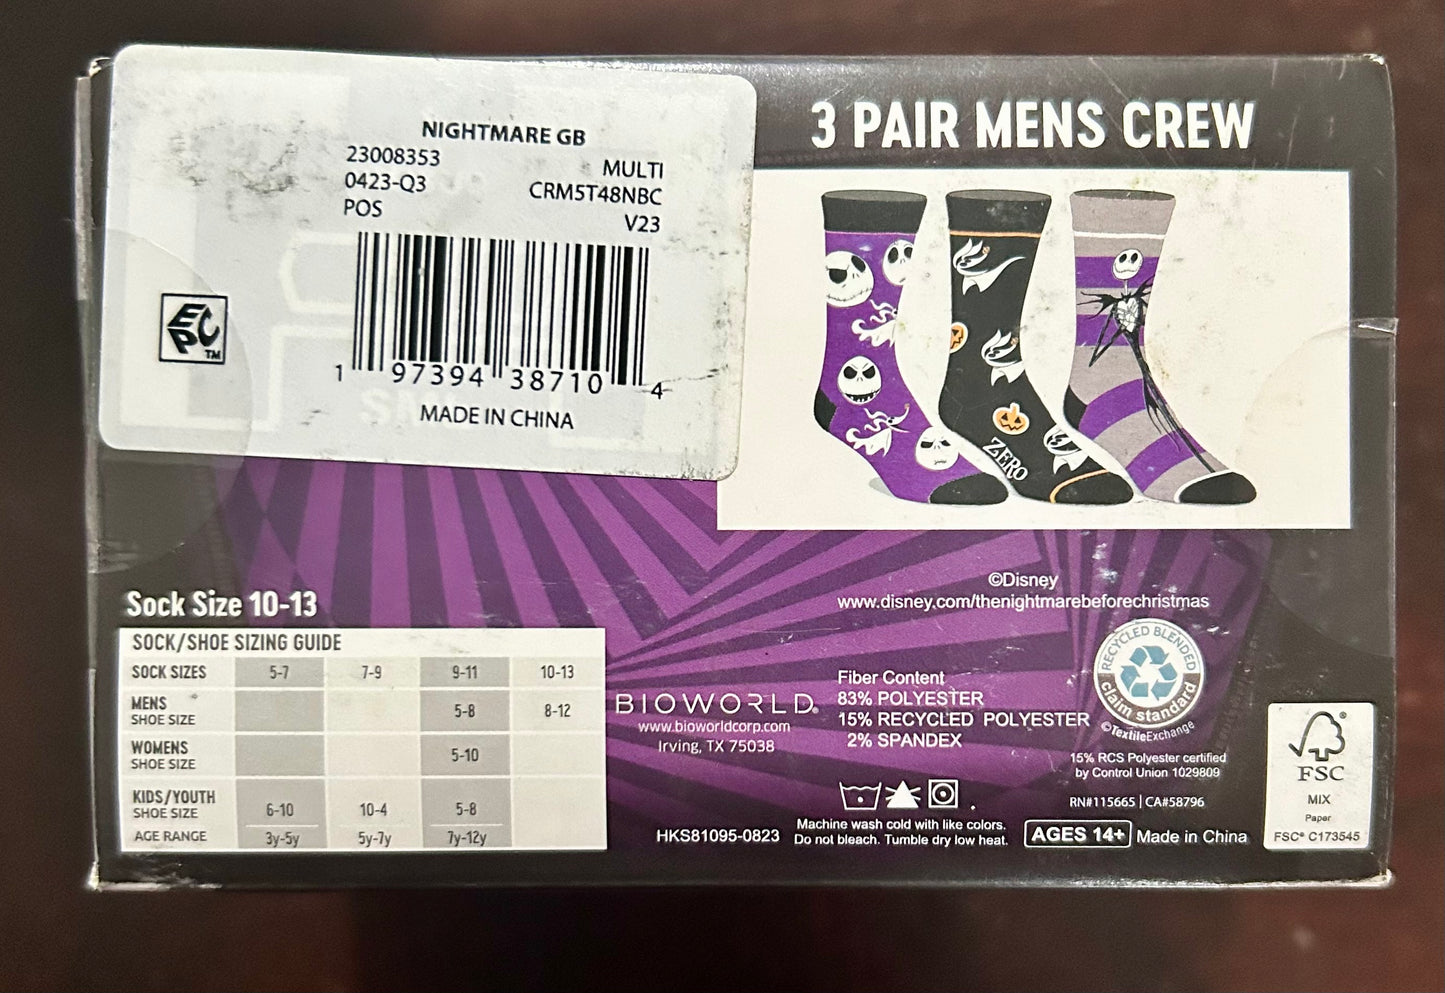 NIGHTMARE GB
23008353
MULTI
0423-Q3
CRM5T48NBC
POS
V23
EPC TM
1 97394 38710 4
MADE IN CHINA
3 PAIR MENS CREW
ZERO
Sock Size 10-13
SOCK/SHOE SIZING GUIDE
SOCK SIZES 5-7 7-9 9-11 10-13
MENS SHOE SIZE 5-8 8-12
WOMENS SHOE SIZE 5-10
KIDS/YOUTH SHOE SIZE 6-10 10-4 5-8
AGE RANGE 3y-5y 5y-7y 7y-12y
©Disney
www.disney.com/thenightmarebeforechristmas
BIOWORLD®
www.bioworldcorp.com
Irving, TX 75038
Fiber Content
83% POLYESTER
15% RECYCLED POLYESTER
2% SPANDEX
RECYCLED BLENDED
claim standard
©TextileExchange
15% RCS Polyester certified
by Control Union 1029809
RN#115665 | CA#58796
HKS81095-0823
Machine wash cold with like colors.
Do not bleach. Tumble dry low heat.
AGES 14+ Made in China
®
FSC
MIX
Paper
FSC® C173545